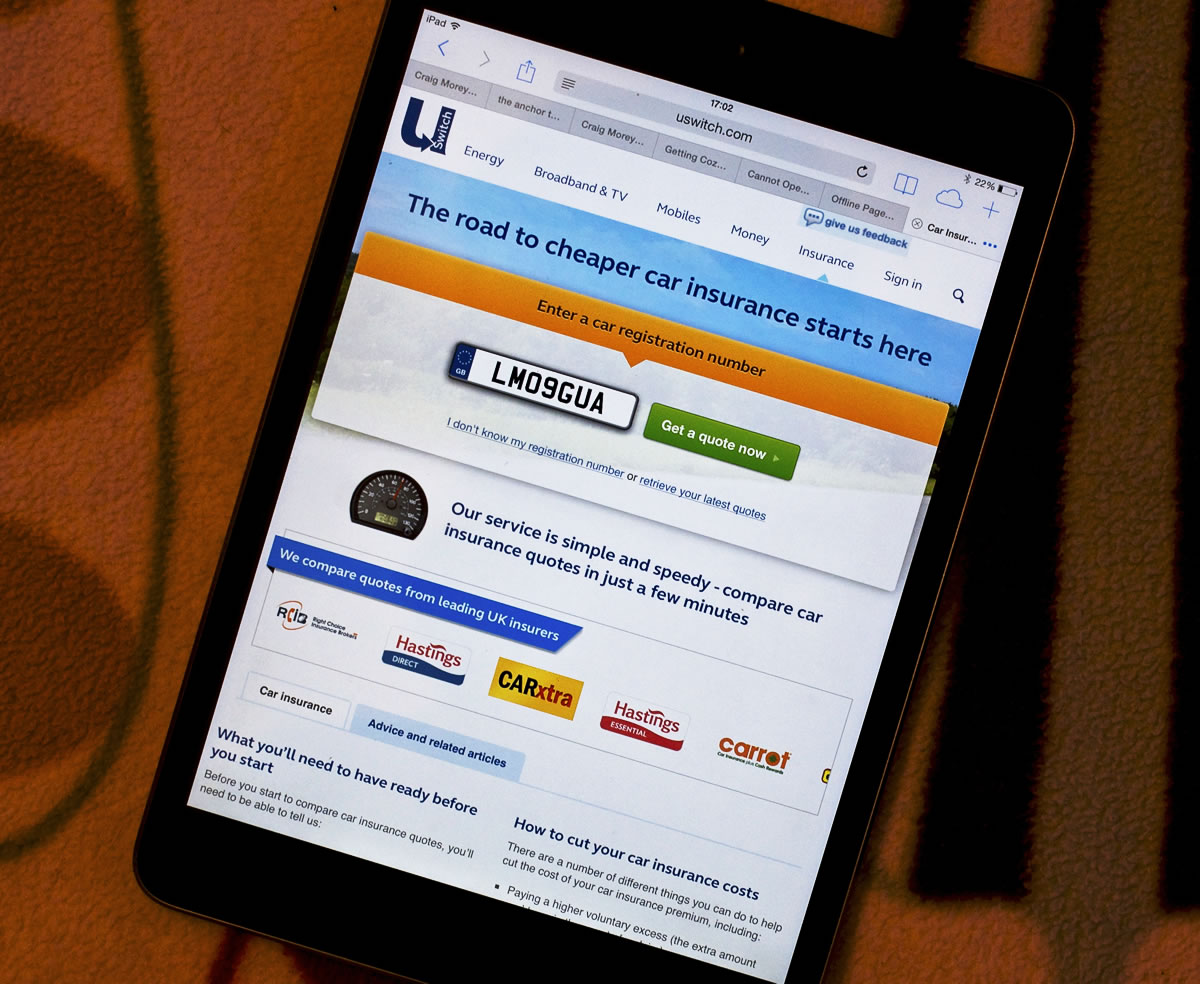 iPad
17:02
22%
uswitch.com
Craig Morey...
the anchor t...
Craig Morey...
Getting Coz...
Cannot Ope...
Offline Page...
Car Insur...
U
Switch
Energy
Broadband & TV
Mobiles
Money
Insurance
Sign in
give us feedback
The road to cheaper car insurance starts here
Enter a car registration number
GB
LM09GUA
Get a quote now
I don't know my registration number or retrieve your latest quotes
Our service is simple and speedy - compare car
insurance quotes in just a few minutes
We compare quotes from leading UK insurers
Right Choice
Insurance Brokers
Hastings
DIRECT
CARxtra
Hastings
ESSENTIAL
carrot
Car Insurance plus Cash Rewards
Car insurance
Advice and related articles
What you'll need to have ready before
you start
Before you start to compare car insurance quotes, you'll
need to be able to tell us:
How to cut your car insurance costs
There are a number of different things you can do to help
cut the cost of your car insurance premium, including:
Paying a higher voluntary excess (the extra amount